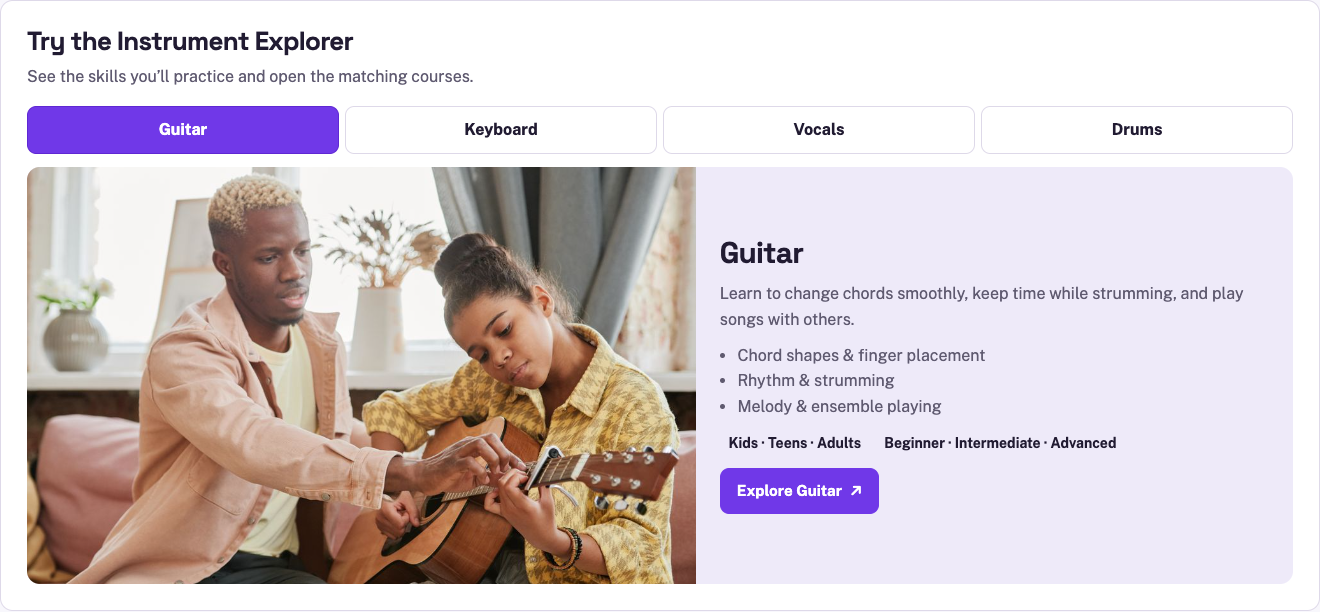 Try the Instrument Explorer
See the skills you’ll practice and open the matching courses.
Guitar
Keyboard
Vocals
Drums
Guitar
Learn to change chords smoothly, keep time while strumming, and play
songs with others.
• Chord shapes & finger placement
• Rhythm & strumming
• Melody & ensemble playing
Kids · Teens · Adults Beginner · Intermediate · Advanced
Explore Guitar ↗